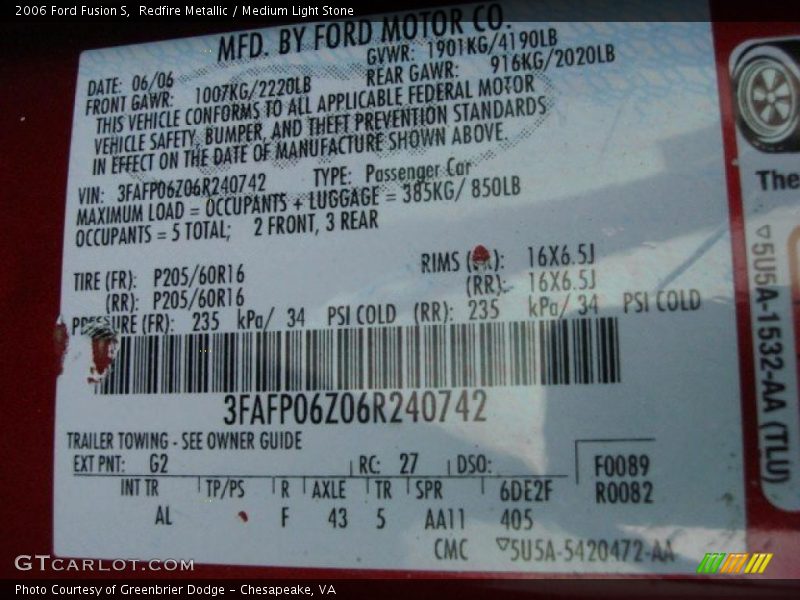 2006 Ford Fusion S,  Redfire Metallic / Medium Light Stone
MFD. BY FORD MOTOR CO.
DATE: 06/06 GVWR: 1901KG/4190LB
FRONT GAWR: 1007KG/2220LB REAR GAWR: 916KG/2020LB
THIS VEHICLE CONFORMS TO ALL APPLICABLE FEDERAL MOTOR
VEHICLE SAFETY, BUMPER, AND THEFT PREVENTION STANDARDS
IN EFFECT ON THE DATE OF MANUFACTURE SHOWN ABOVE.
VIN: 3FAFP06Z06R240742 TYPE: Passenger Car
MAXIMUM LOAD = OCCUPANTS + LUGGAGE = 385KG/ 850LB
OCCUPANTS = 5 TOTAL; 2 FRONT, 3 REAR
TIRE (FR): P205/60R16 RIMS 16X6.5J
(RR): P205/60R16 (RR): 16X6.5J
PRESSURE (FR): 235 kPa/ 34 PSI COLD (RR): 235 kPa/ 34 PSI COLD
3FAFP06Z06R240742
TRAILER TOWING - SEE OWNER GUIDE
EXT PNT: G2 RC: 27 DSO: F0089
INT TR TP/PS R AXLE TR SPR 6DE2F R0082
AL F 43 5 AA11 405
CMC ▽5U5A-5420472-AA
The
▽5U5A-1532-AA (TLU)
GTCARLOT.COM
Photo Courtesy of Greenbrier Dodge - Chesapeake, VA